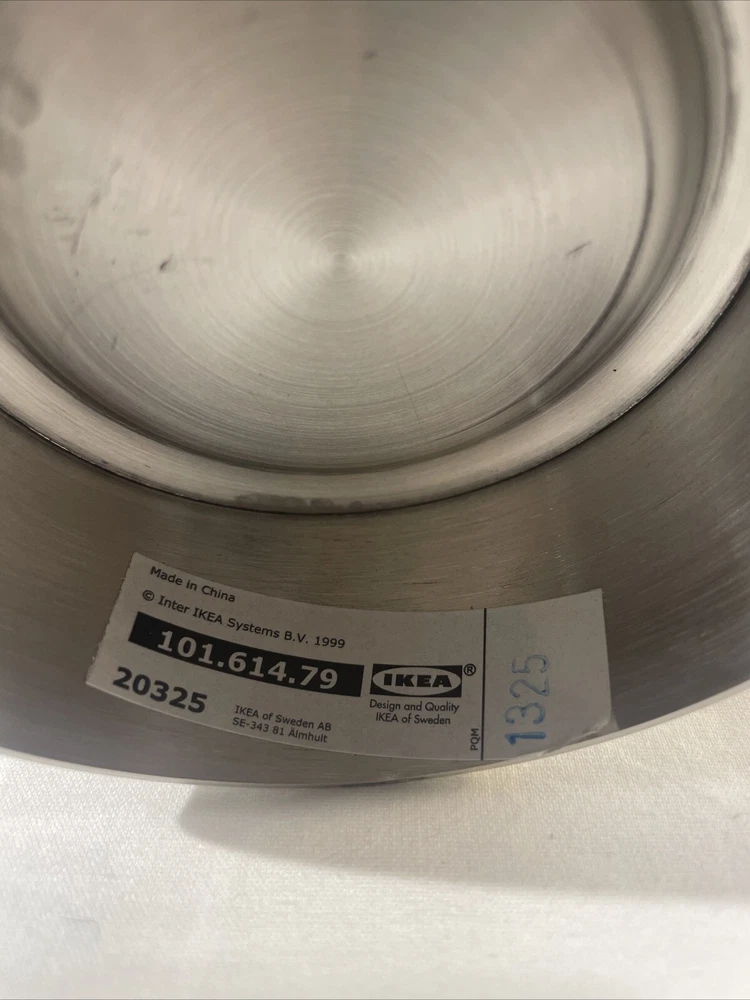 Made in China
© Inter IKEA Systems B.V. 1999
101.614.79
20325
IKEA of Sweden AB
SE-343 81 Älmhult
IKEA®
Design and Quality
IKEA of Sweden
PQM
1325